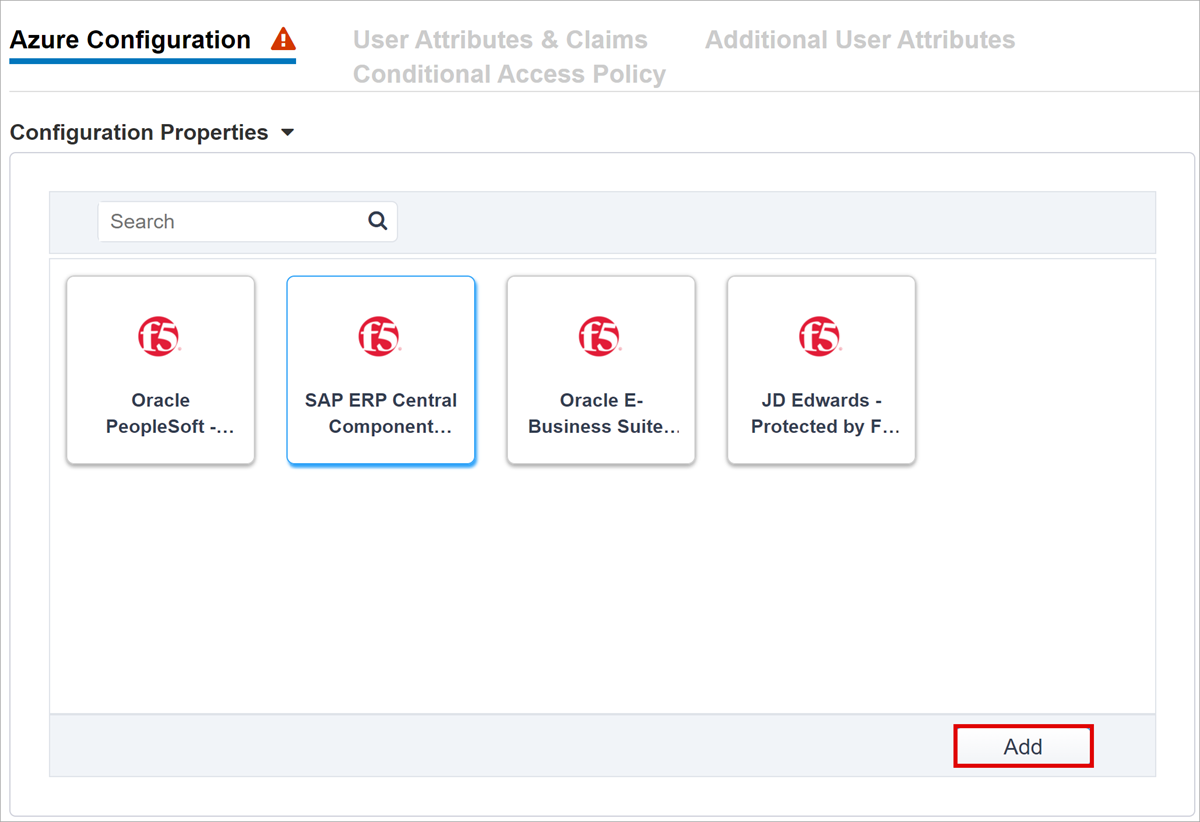 Azure Configuration
User Attributes & Claims
Additional User Attributes
Conditional Access Policy
Configuration Properties
Search
f5
Oracle
PeopleSoft -...
f5
SAP ERP Central
Component...
f5
Oracle E-
Business Suite...
f5
JD Edwards -
Protected by F...
Add